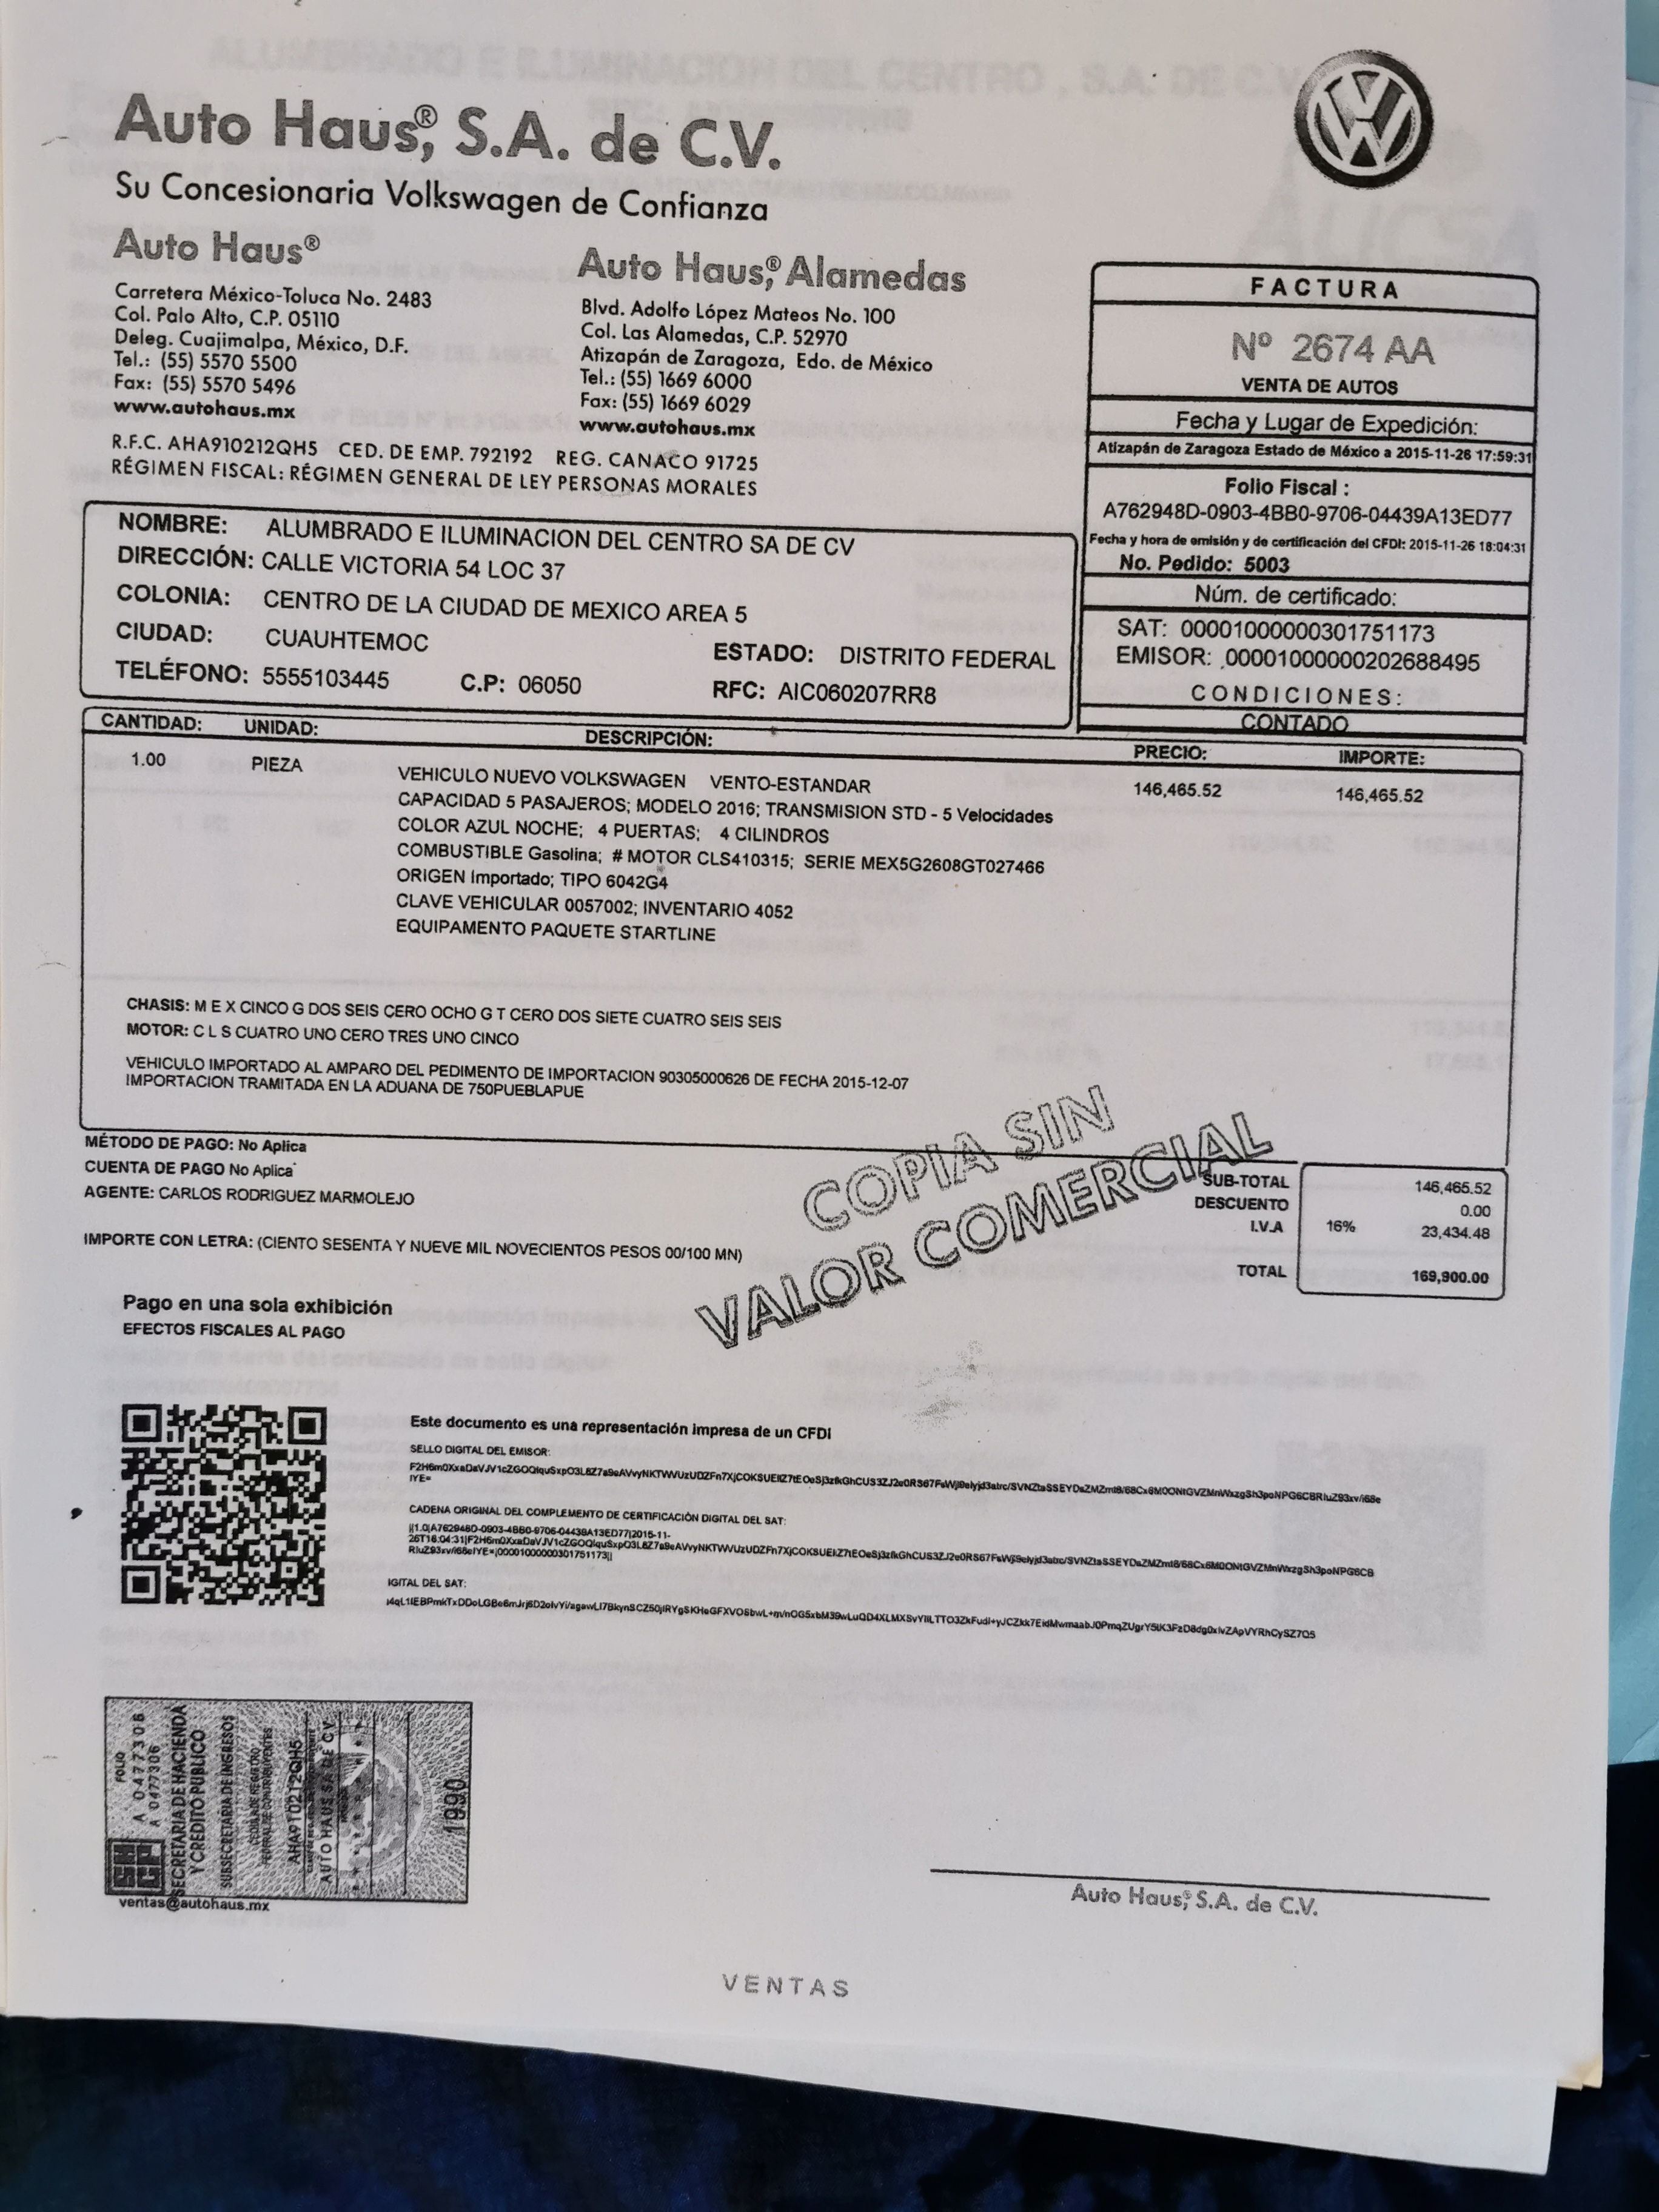 Auto Haus®, S.A. de C.V.
Su Concesionaria Volkswagen de Confianza
Auto Haus®
Carretera México-Toluca No. 2483
Col. Palo Alto, C.P. 05110
Deleg. Cuajimalpa, México, D.F.
Tel.: (55) 5570 5500
Fax: (55) 5570 5496
www.autohaus.mx
Auto Haus®, Alamedas
Blvd. Adolfo López Mateos No. 100
Col. Las Alamedas, C.P. 52970
Atizapán de Zaragoza, Edo. de México
Tel.: (55) 1669 6000
Fax: (55) 1669 6029
www.autohaus.mx
R.F.C. AHA910212QH5 CED. DE EMP. 792192 REG. CANACO 91725
RÉGIMEN FISCAL: RÉGIMEN GENERAL DE LEY PERSONAS MORALES
FACTURA
Nº 2674 AA
VENTA DE AUTOS
Fecha y Lugar de Expedición:
Atizapán de Zaragoza Estado de México a 2015-11-26 17:59:31
Folio Fiscal :
A762948D-0903-4BB0-9706-04439A13ED77
Fecha y hora de emisión y de certificación del CFDI: 2015-11-26 18:04:31
No. Pedido: 5003
Núm. de certificado:
SAT: 00001000000301751173
EMISOR: 00001000000202688495
CONDICIONES:
CONTADO
NOMBRE: ALUMBRADO E ILUMINACION DEL CENTRO SA DE CV
DIRECCIÓN: CALLE VICTORIA 54 LOC 37
COLONIA: CENTRO DE LA CIUDAD DE MEXICO AREA 5
CIUDAD: CUAUHTEMOC ESTADO: DISTRITO FEDERAL
TELÉFONO: 5555103445 C.P: 06050 RFC: AIC060207RR8
CANTIDAD: UNIDAD: DESCRIPCIÓN: PRECIO: IMPORTE:
1.00 PIEZA VEHICULO NUEVO VOLKSWAGEN VENTO-ESTANDAR 146,465.52 146,465.52
CAPACIDAD 5 PASAJEROS; MODELO 2016; TRANSMISION STD - 5 Velocidades
COLOR AZUL NOCHE; 4 PUERTAS; 4 CILINDROS
COMBUSTIBLE Gasolina; # MOTOR CLS410315; SERIE MEX5G2608GT027466
ORIGEN Importado; TIPO 6042G4
CLAVE VEHICULAR 0057002; INVENTARIO 4052
EQUIPAMENTO PAQUETE STARTLINE
CHASIS: M E X CINCO G DOS SEIS CERO OCHO G T CERO DOS SIETE CUATRO SEIS SEIS
MOTOR: C L S CUATRO UNO CERO TRES UNO CINCO
VEHICULO IMPORTADO AL AMPARO DEL PEDIMENTO DE IMPORTACION 90305000626 DE FECHA 2015-12-07
IMPORTACION TRAMITADA EN LA ADUANA DE 750PUEBLAPUE
MÉTODO DE PAGO: No Aplica
CUENTA DE PAGO No Aplica
AGENTE: CARLOS RODRIGUEZ MARMOLEJO
IMPORTE CON LETRA: (CIENTO SESENTA Y NUEVE MIL NOVECIENTOS PESOS 00/100 MN)
COPIA SIN
VALOR COMERCIAL
SUB-TOTAL 146,465.52
DESCUENTO 0.00
I.V.A 16% 23,434.48
TOTAL 169,900.00
Pago en una sola exhibición
EFECTOS FISCALES AL PAGO
Este documento es una representación impresa de un CFDI
SELLO DIGITAL DEL EMISOR:
CADENA ORIGINAL DEL COMPLEMENTO DE CERTIFICACIÓN DIGITAL DEL SAT:
||1.0|A762948D-0903-4BB0-9706-04439A13ED77|2015-11-
IGITAL DEL SAT:
FOLIO
A 0477306
A 0477306
SECRETARIA DE HACIENDA
Y CREDITO PUBLICO
SUBSECRETARIA DE INGRESOS
CEDULA DE REGISTRO
FEDERAL DE CONTRIBUYENTES
AHA910212QH5
AUTO HAUS SA DE CV
1990
SH
CP
ventas@autohaus.mx
Auto Haus®, S.A. de C.V.
VENTAS